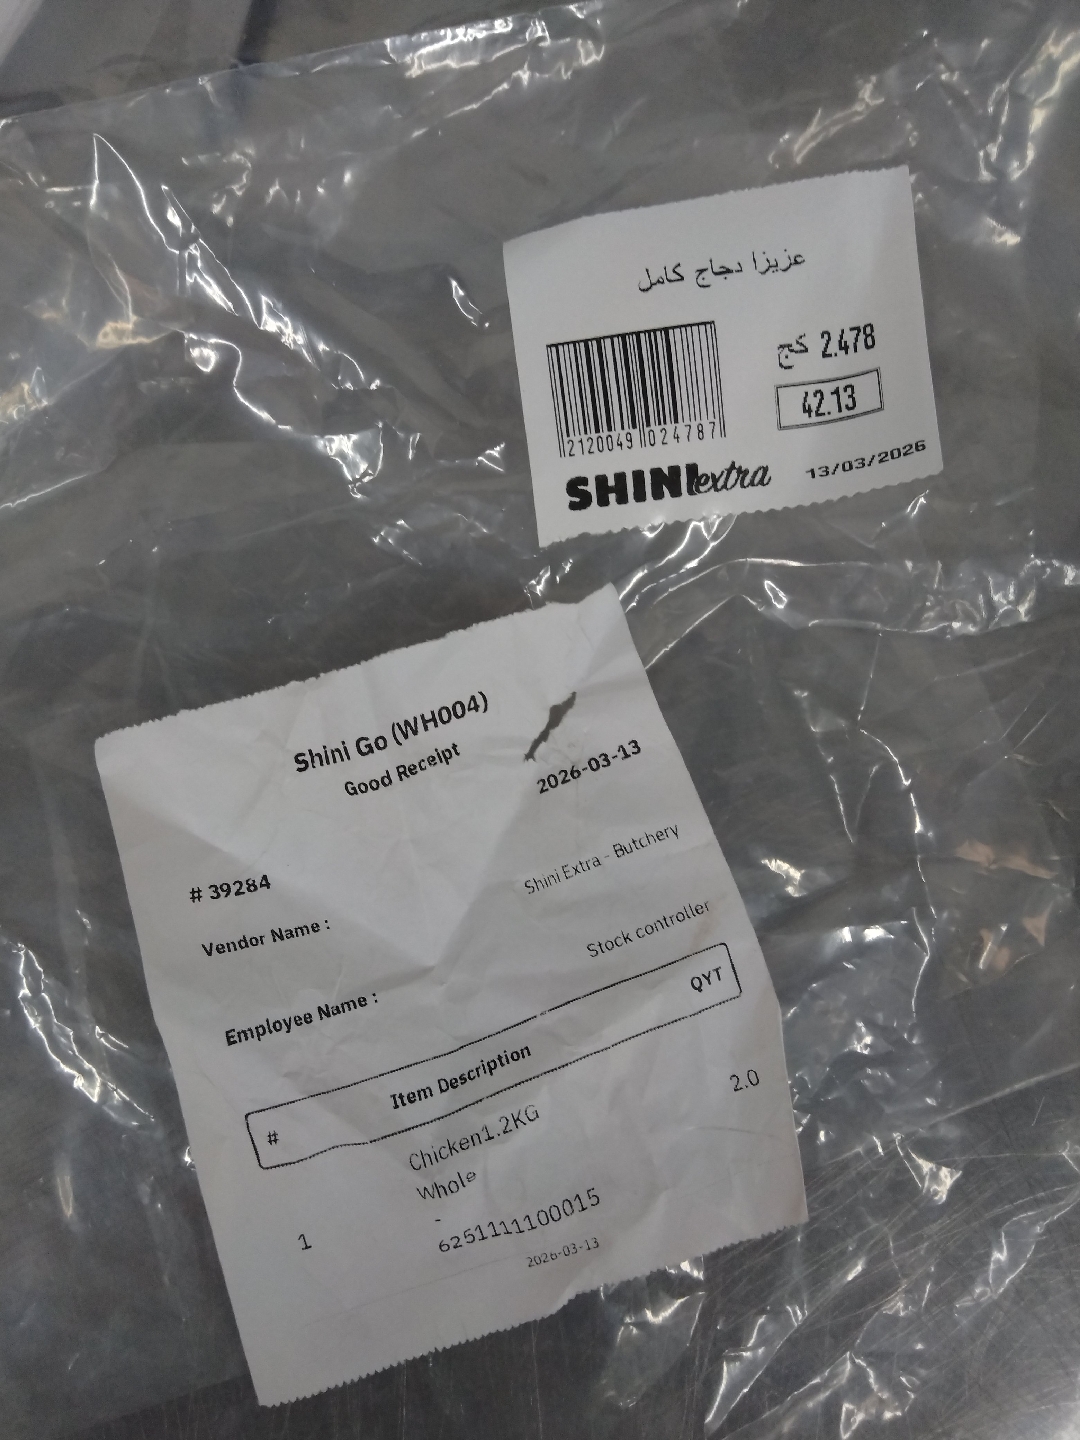 عزيزا دجاج كامل
2.478 كج
42.13
2120049 024787
SHINI extra 13/03/2026
Shini Go (WH004)
Good Receipt
2026-03-13
# 39284
Vendor Name : Shini Extra - Butchery
Employee Name : Stock controller
# Item Description QYT
Chicken1.2KG 2.0
Whole
-
1 6251111100015
2026-03-13